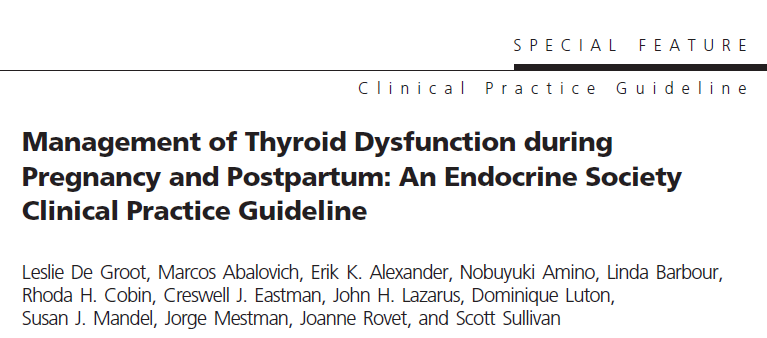 SPECIAL FEATURE
Clinical Practice Guideline
Management of Thyroid Dysfunction during
Pregnancy and Postpartum: An Endocrine Society
Clinical Practice Guideline
Leslie De Groot, Marcos Abalovich, Erik K. Alexander, Nobuyuki Amino, Linda Barbour,
Rhoda H. Cobin, Creswell J. Eastman, John H. Lazarus, Dominique Luton,
Susan J. Mandel, Jorge Mestman, Joanne Rovet, and Scott Sullivan